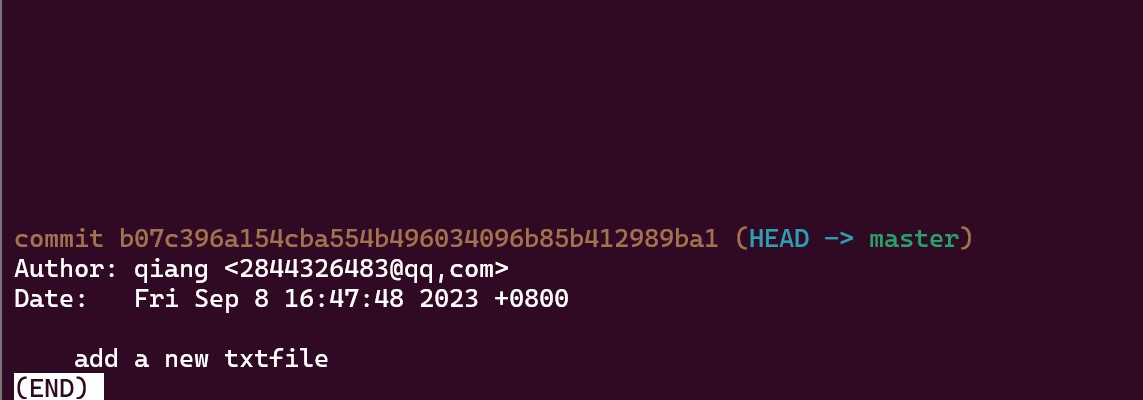 commit b07c396a154cba554b496034096b85b412989ba1 (HEAD -> master)
Author: qiang <2844326483@qq,com>
Date:   Fri Sep 8 16:47:48 2023 +0800
    add a new txtfile
(END)